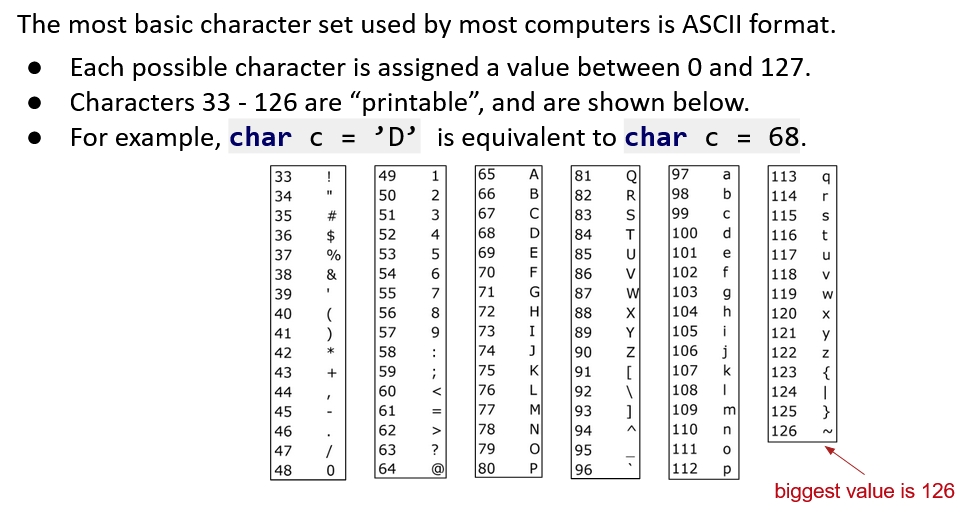 The most basic character set used by most computers is ASCII format.
● Each possible character is assigned a value between 0 and 127.
● Characters 33 - 126 are “printable”, and are shown below.
● For example, char c = ’D’ is equivalent to char c = 68.
33 ! 49 1 65 A 81 Q 97 a 113 q
34 " 50 2 66 B 82 R 98 b 114 r
35 # 51 3 67 C 83 S 99 c 115 s
36 $ 52 4 68 D 84 T 100 d 116 t
37 % 53 5 69 E 85 U 101 e 117 u
38 & 54 6 70 F 86 V 102 f 118 v
39 ' 55 7 71 G 87 W 103 g 119 w
40 ( 56 8 72 H 88 X 104 h 120 x
41 ) 57 9 73 I 89 Y 105 i 121 y
42 * 58 : 74 J 90 Z 106 j 122 z
43 + 59 ; 75 K 91 [ 107 k 123 {
44 , 60 < 76 L 92 \ 108 l 124 |
45 - 61 = 77 M 93 ] 109 m 125 }
46 . 62 > 78 N 94 ^ 110 n 126 ~
47 / 63 ? 79 O 95 _ 111 o
48 0 64 @ 80 P 96 ` 112 p
biggest value is 126